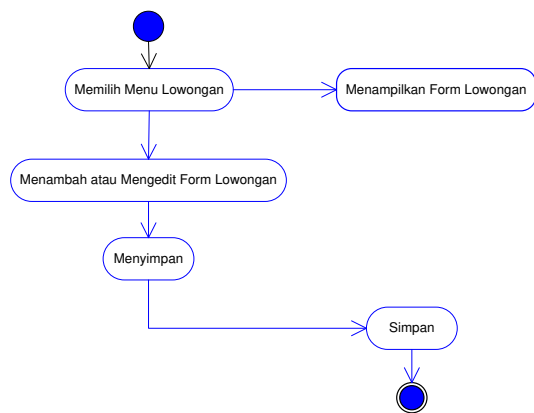 Memilih Menu Lowongan
Menampilkan Form Lowongan
Menambah atau Mengedit Form Lowongan
Menyimpan
Simpan